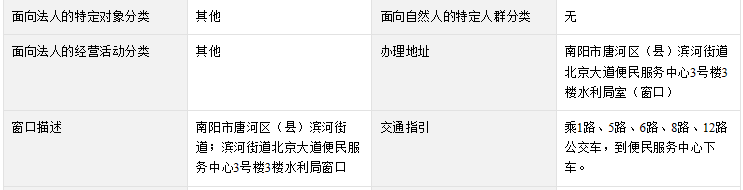 面向法人的特定对象分类
其他
面向自然人的特定人群分类
无
面向法人的经营活动分类
其他
办理地址
南阳市唐河区（县）滨河街道
北京大道便民服务中心3号楼3
楼水利局室（窗口）
窗口描述
南阳市唐河区（县）滨河街
道；滨河街道北京大道便民服
务中心3号楼3楼水利局窗口
交通指引
乘1路、5路、6路、8路、12路
公交车，到便民服务中心下
车。